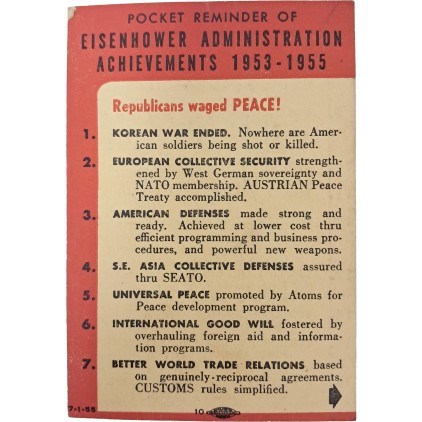 POCKET REMINDER OF
EISENHOWER ADMINISTRATION
ACHIEVEMENTS 1953-1955
Republicans waged PEACE!
1. KOREAN WAR ENDED. Nowhere are Amer-
ican soldiers being shot or killed.
2. EUROPEAN COLLECTIVE SECURITY strength-
ened by West German sovereignty and
NATO membership. AUSTRIAN Peace
Treaty accomplished.
3. AMERICAN DEFENSES made strong and
ready. Achieved at lower cost thru
efficient programming and business pro-
cedures, and powerful new weapons.
4. S.E. ASIA COLLECTIVE DEFENSES assured
thru SEATO.
5. UNIVERSAL PEACE promoted by Atoms for
Peace development program.
6. INTERNATIONAL GOOD WILL fostered by
overhauling foreign aid and informa-
tion programs.
7. BETTER WORLD TRADE RELATIONS based
on genuinely-reciprocal agreements.
CUSTOMS rules simplified.
7-1-55
10